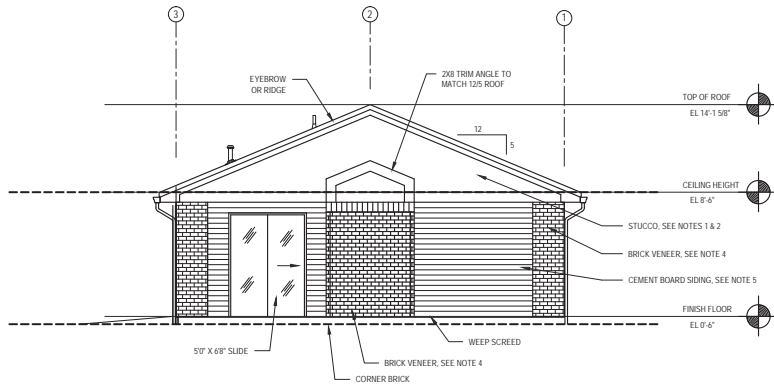 3
2
1
EYEBROW
OR RIDGE
2X8 TRIM ANGLE TO
MATCH 12/5 ROOF
TOP OF ROOF
EL 14'-1 5/8"
12
5
CEILING HEIGHT
EL 8'-6"
STUCCO, SEE NOTES 1 & 2
BRICK VENEER, SEE NOTE 4
CEMENT BOARD SIDING, SEE NOTE 5
FINISH FLOOR
EL 0'-6"
WEEP SCREED
5'0" X 6'8" SLIDE
BRICK VENEER, SEE NOTE 4
CORNER BRICK